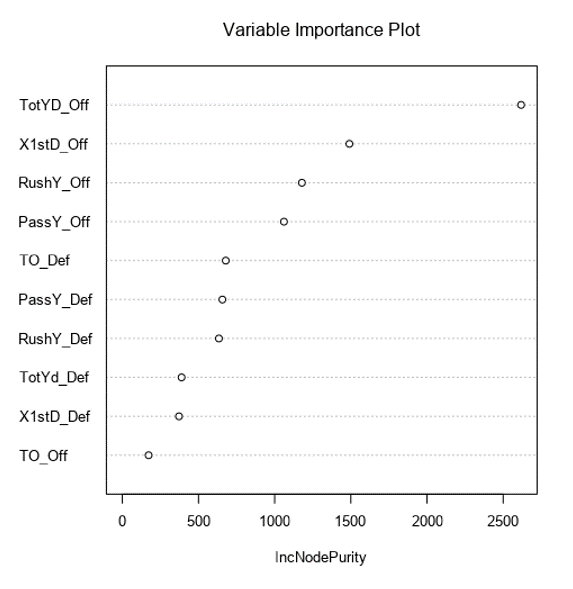 Variable Importance Plot
TotYD_Off
X1stD_Off
RushY_Off
PassY_Off
TO_Def
PassY_Def
RushY_Def
TotYd_Def
X1stD_Def
TO_Off
0 500 1000 1500 2000 2500
IncNodePurity